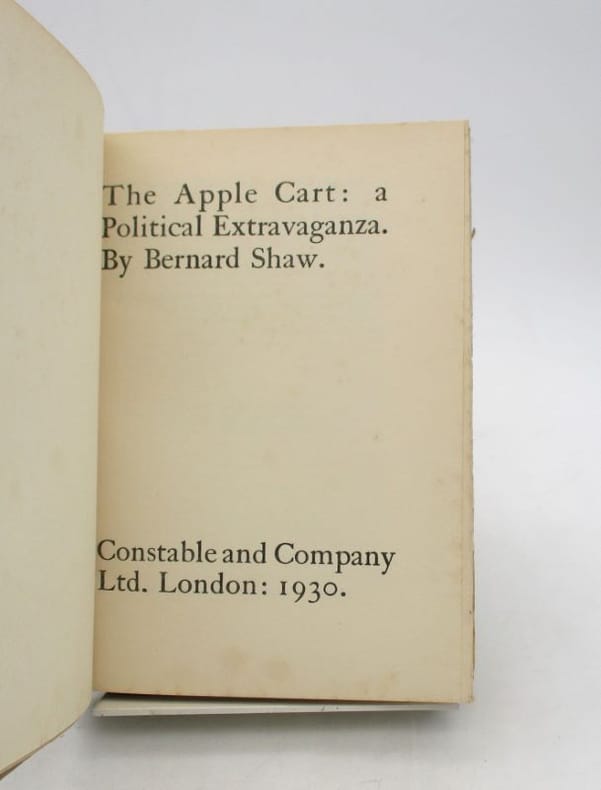 The Apple Cart: a
Political Extravaganza.
By Bernard Shaw.
Constable and Company
Ltd. London: 1930.